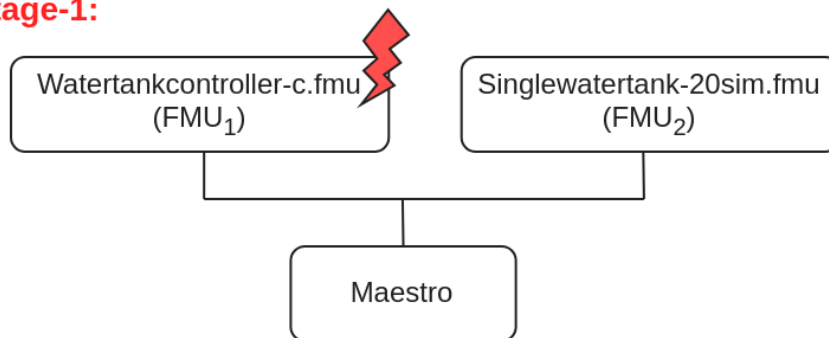 tage-1:
Watertankcontroller-c.fmu
(FMU1)
Singlewatertank-20sim.fmu
(FMU2)
Maestro